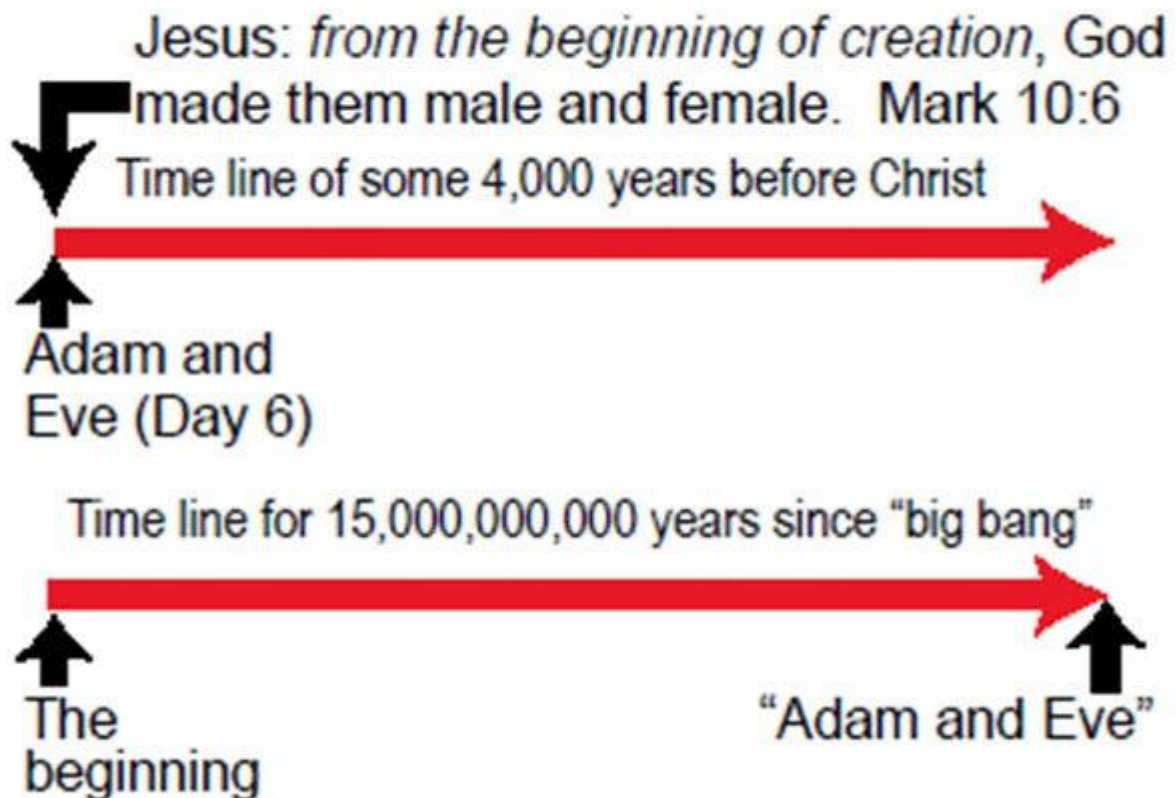 Jesus: from the beginning of creation, God
made them male and female. Mark 10:6
Time line of some 4,000 years before Christ
Adam and
Eve (Day 6)
Time line for 15,000,000,000 years since “big bang”
The
beginning
“Adam and Eve”